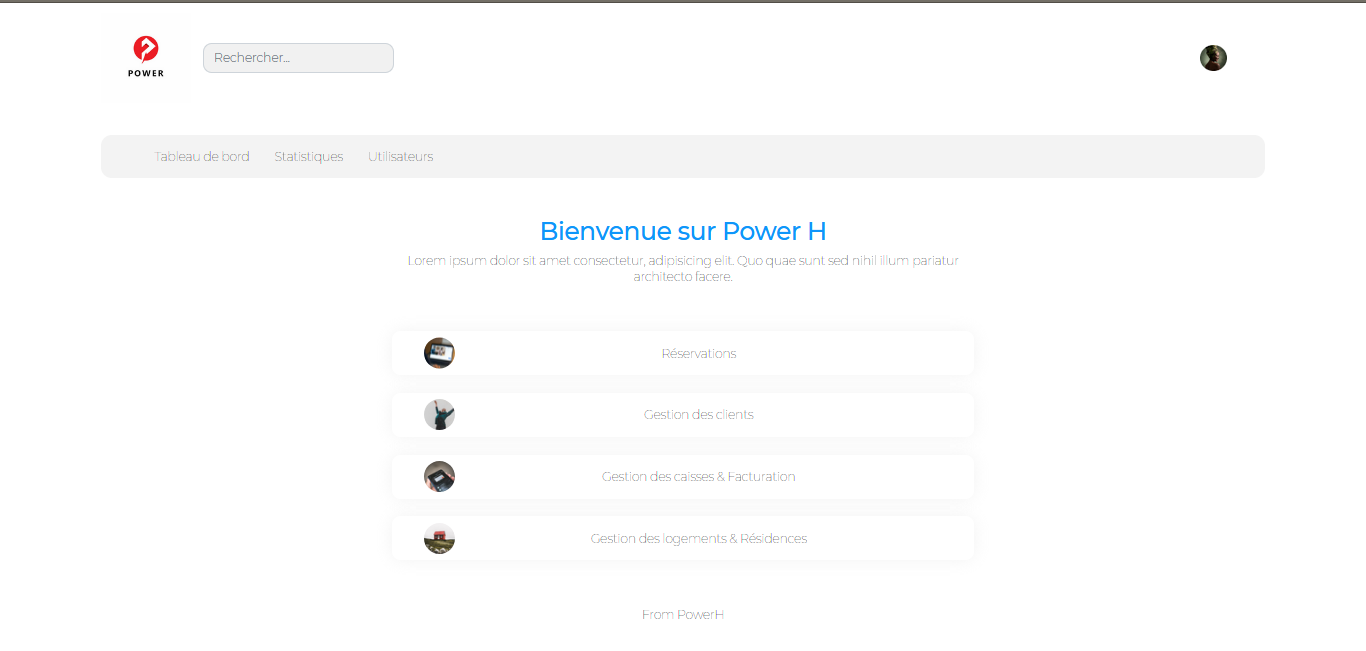 POWER
Rechercher...
Tableau de bord Statistiques Utilisateurs
Bienvenue sur Power H
Lorem ipsum dolor sit amet consectetur, adipisicing elit. Quo quae sunt sed nihil illum pariatur
architecto facere.
Réservations
Gestion des clients
Gestion des caisses & Facturation
Gestion des logements & Résidences
From PowerH